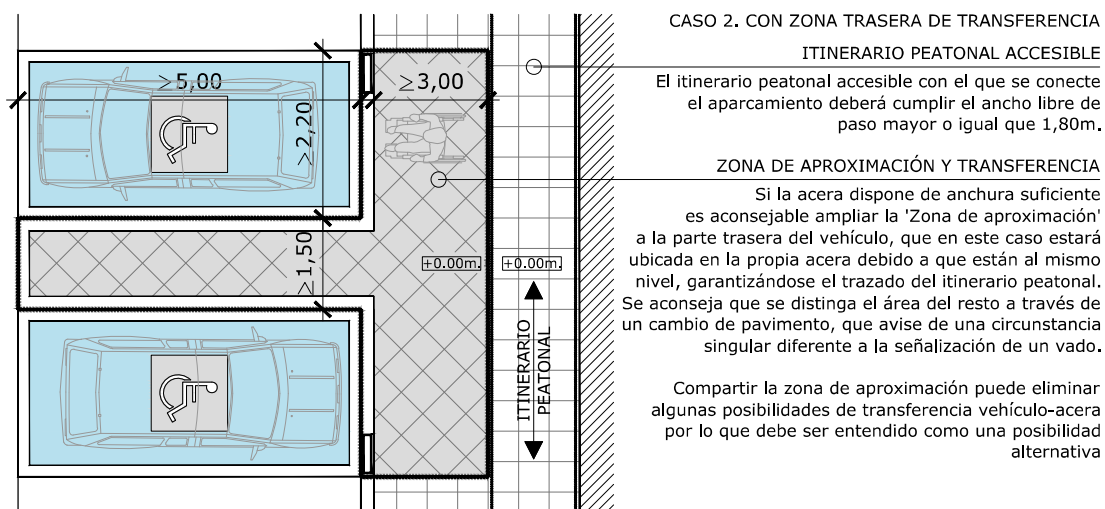 CASO 2. CON ZONA TRASERA DE TRANSFERENCIA
ITINERARIO PEATONAL ACCESIBLE
El itinerario peatonal accesible con el que se conecte
el aparcamiento deberá cumplir el ancho libre de
paso mayor o igual que 1,80m.
ZONA DE APROXIMACIÓN Y TRANSFERENCIA
Si la acera dispone de anchura suficiente
es aconsejable ampliar la 'Zona de aproximación'
a la parte trasera del vehículo, que en este caso estará
ubicada en la propia acera debido a que están al mismo
nivel, garantizándose el trazado del itinerario peatonal.
Se aconseja que se distinga el área del resto a través de
un cambio de pavimento, que avise de una circunstancia
singular diferente a la señalización de un vado.
Compartir la zona de aproximación puede eliminar
algunas posibilidades de transferencia vehículo-acera
por lo que debe ser entendido como una posibilidad
alternativa
≥5,00
≥3,00
≥2,20
≥1,50
+0.00m.
+0.00m.
ITINERARIO
PEATONAL